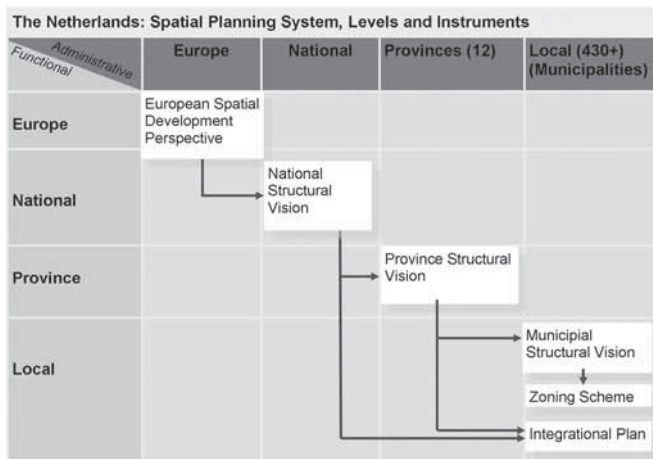 The Netherlands: Spatial Planning System, Levels and Instruments
Administrative
Functional
Europe
National
Provinces (12)
Local (430+)
(Municipalities)
Europe
European Spatial
Development
Perspective
National
National
Structural
Vision
Province
Province Structural
Vision
Local
Municipial
Structural Vision
Zoning Scheme
Integrational Plan